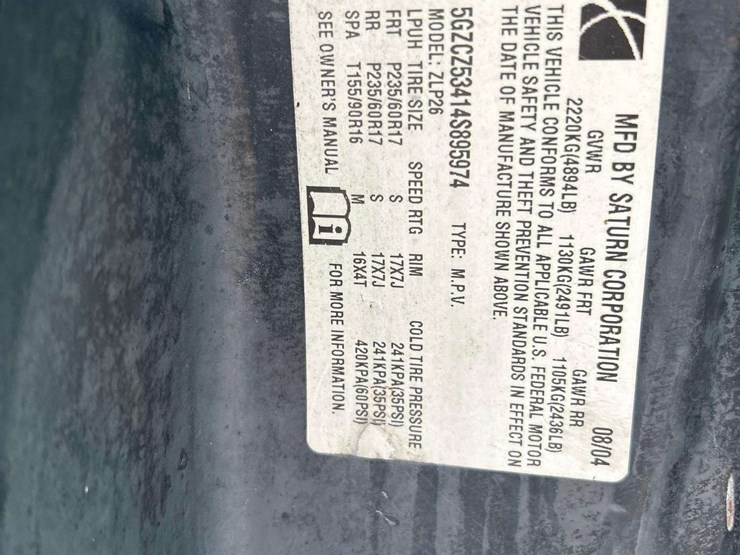 MFD BY SATURN CORPORATION 08/04
GVWR GAWR FRT GAWR RR
2220KG(4894LB) 1130KG(2491LB) 1105KG(2436LB)
THIS VEHICLE CONFORMS TO ALL APPLICABLE U.S. FEDERAL MOTOR
VEHICLE SAFETY AND THEFT PREVENTION STANDARDS IN EFFECT ON
THE DATE OF MANUFACTURE SHOWN ABOVE.
5GZCZ53414S895974 TYPE: M.P.V.
MODEL: ZLP26
LPUH TIRE SIZE SPEED RTG RIM COLD TIRE PRESSURE
FRT P235/60R17 S 17X7J 241KPA(35PSI)
RR P235/60R17 S 17X7J 241KPA(35PSI)
SPA T155/90R16 M 16X4T 420KPA(60PSI)
SEE OWNER'S MANUAL i FOR MORE INFORMATION.